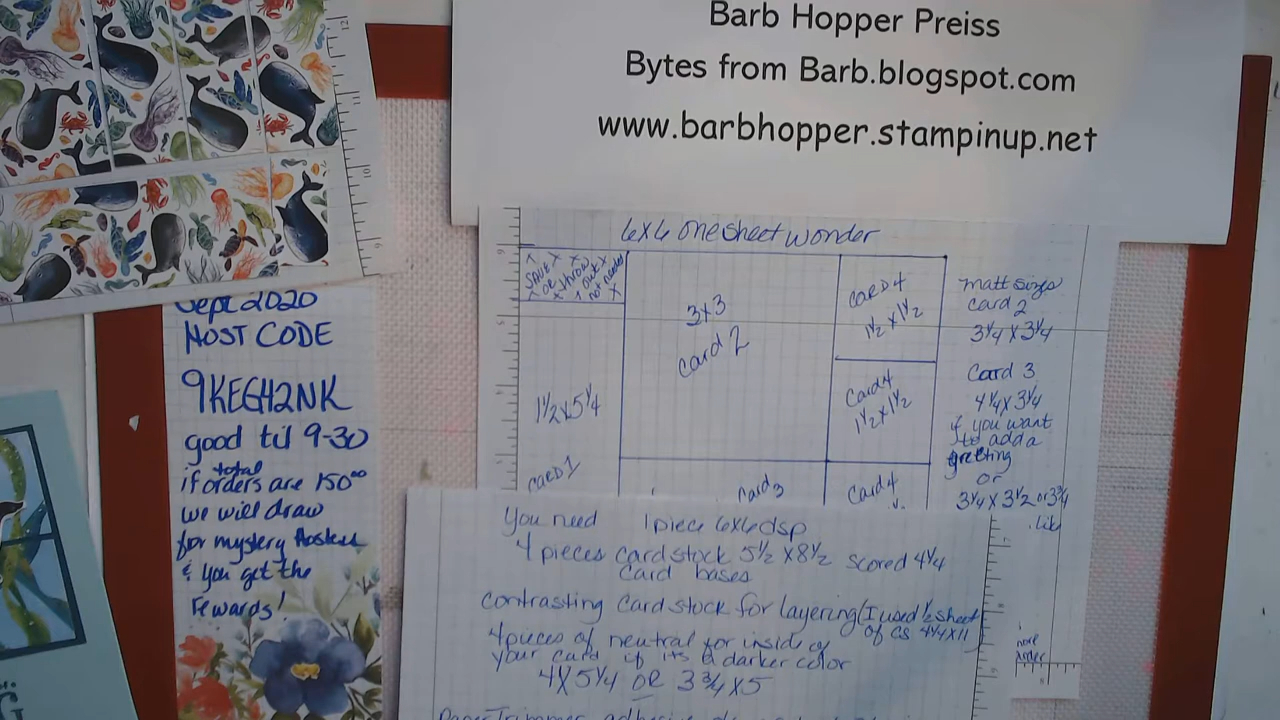 Barb Hopper Preiss
Bytes from Barb.blogspot.com
www.barbhopper.stampinup.net
6x6 one sheet wonder
SAVE
or throw
out
not needed
3x3
card 2
CARD 4
1½ x 1½
Card 4
1½ x 1½
1½ x 5¼
CARD 1
card 3
Card 4
Matt Sizes
Card 2
3¼ x 3¼
Card 3
4¼ x 3¼
if you want
to add a
greeting
or
3¼ x 3½ or 3¾
Sept 2020
HOST CODE
9KEGH2NK
good til 9-30
if total orders are 150⁰⁰
we will draw
for mystery hostess
& you get the
rewards!
You need 1 piece 6x6 dsp
4 pieces cardstock 5½ x 8½ scored 4¼
Card bases
Contrasting Card stock for layering (I used ½ sheet
of CS 4¼ x 11)
4 pieces of neutral for inside of
your card if its a darker color
4 x 5¼ OR 3¾ x 5
Paper Trimmer, adhesive